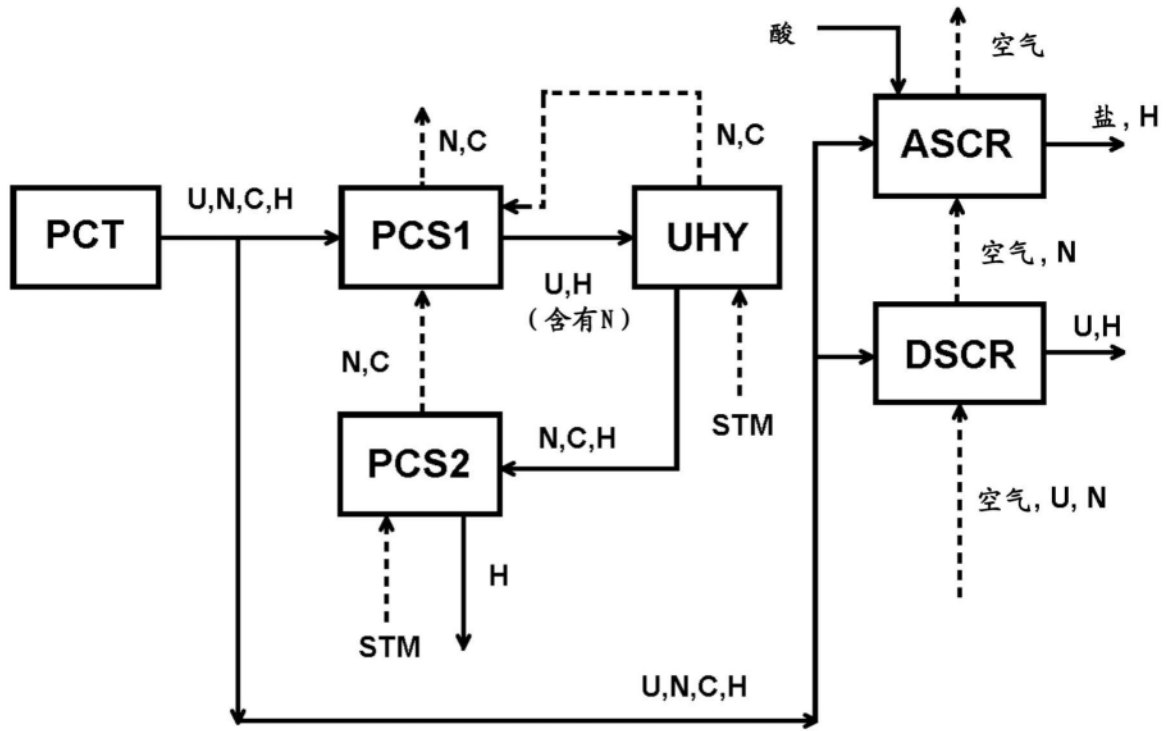 酸
空气
N,C
N,C
ASCR
盐, H
U,N,C,H
PCT
PCS1
UHY
空气, N
U,H
(含有N)
N,C
DSCR
U,H
STM
N,C,H
PCS2
空气, U, N
H
STM
U,N,C,H